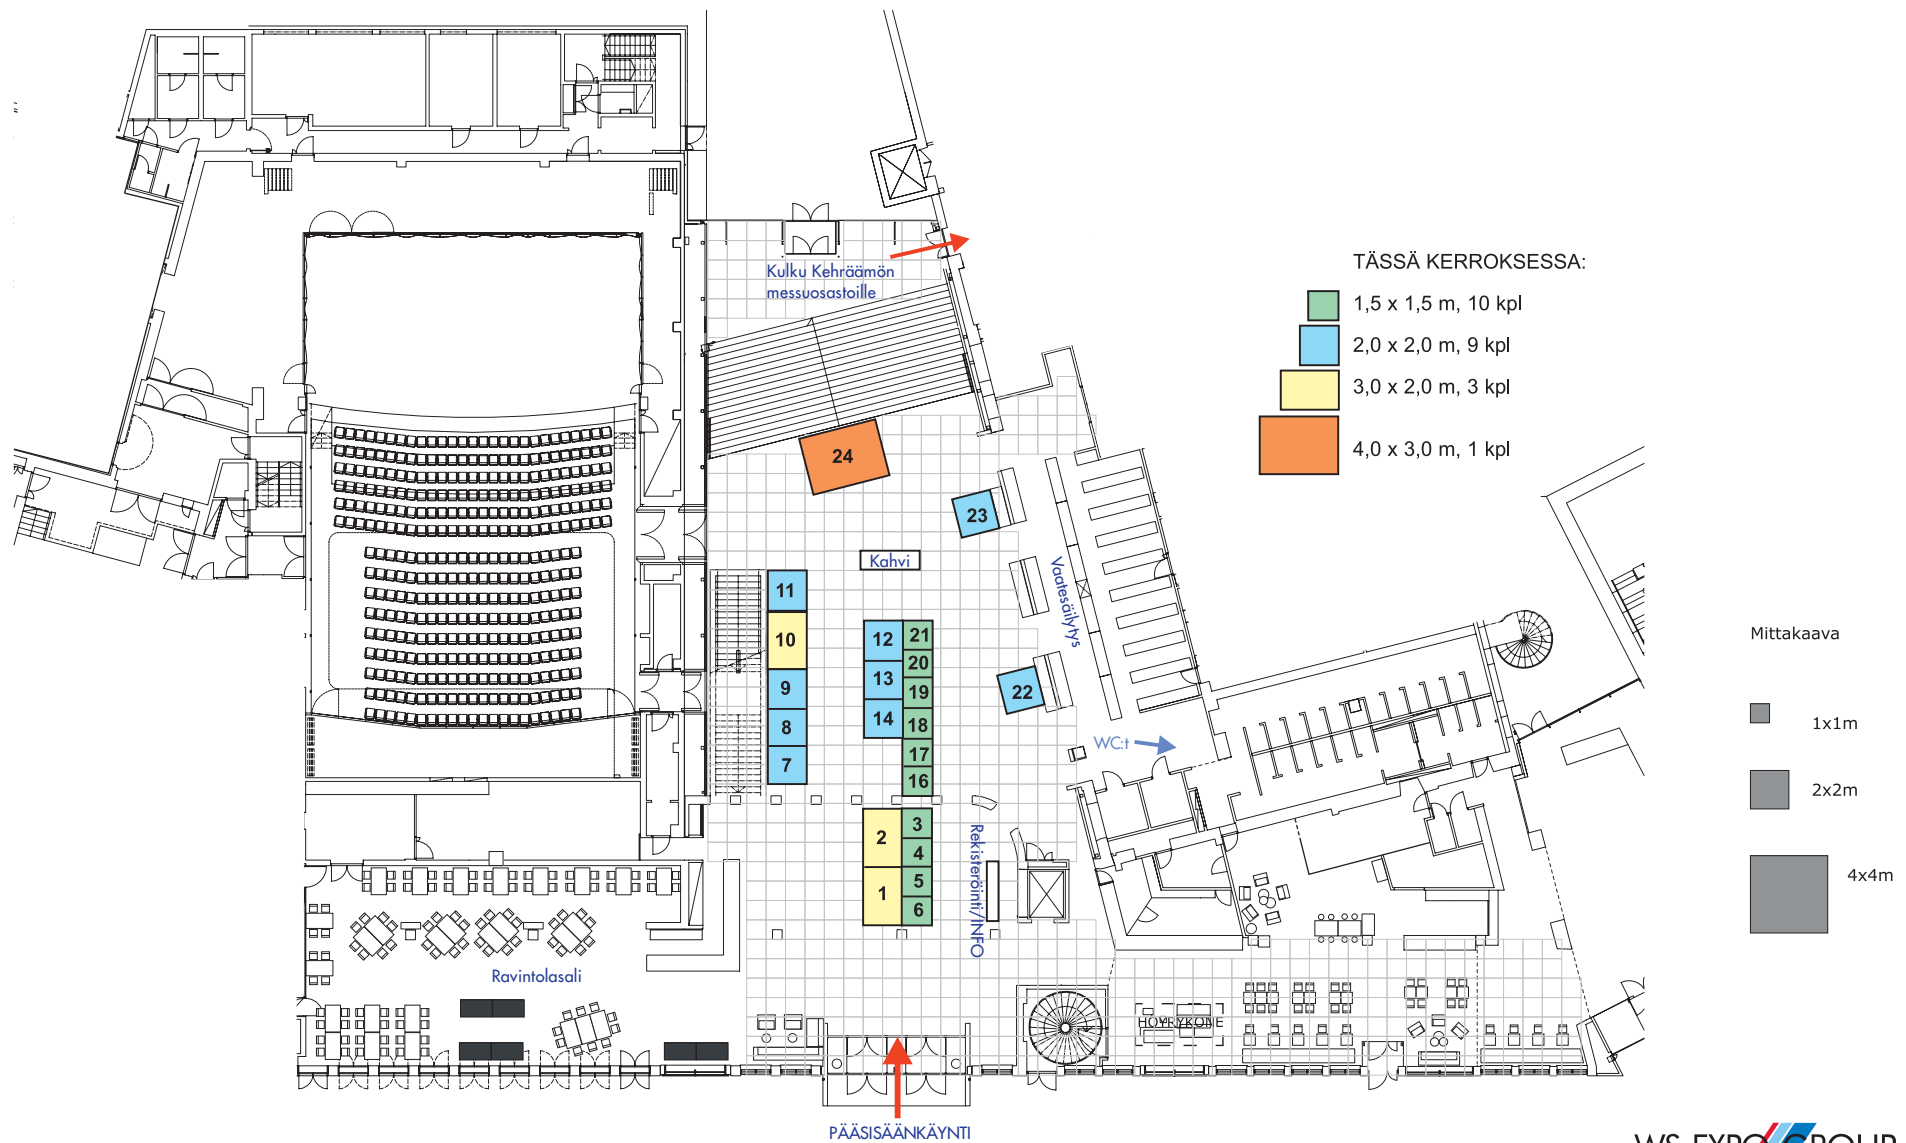 Kulku Kehräämön
messuosastoille
TÄSSÄ KERROKSESSA:
1,5 x 1,5 m, 10 kpl
2,0 x 2,0 m, 9 kpl
3,0 x 2,0 m, 3 kpl
4,0 x 3,0 m, 1 kpl
24
23
Kahvi
Vaatesäilytys
11
10
9
8
7
12
13
14
21
20
19
18
17
16
22
WC:t
Mittakaava
1x1m
2x2m
4x4m
2
1
3
4
5
6
Rekisteröinti/INFO
Ravintolasali
HÖYRYKONE
PÄÄSISÄÄNKÄYNTI
WS EXPO GROUP